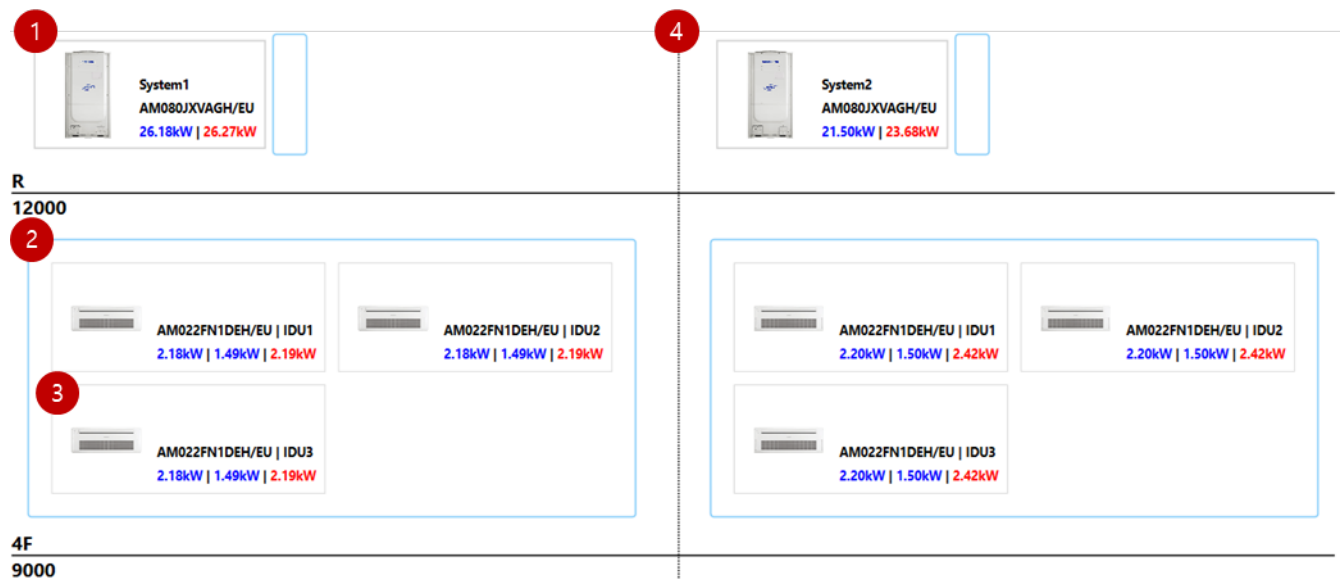 1
System1
AM080JXVAGH/EU
26.18kW | 26.27kW
4
System2
AM080JXVAGH/EU
21.50kW | 23.68kW
R
12000
2
AM022FN1DEH/EU | IDU1
2.18kW | 1.49kW | 2.19kW
AM022FN1DEH/EU | IDU2
2.18kW | 1.49kW | 2.19kW
3
AM022FN1DEH/EU | IDU3
2.18kW | 1.49kW | 2.19kW
AM022FN1DEH/EU | IDU1
2.20kW | 1.50kW | 2.42kW
AM022FN1DEH/EU | IDU2
2.20kW | 1.50kW | 2.42kW
AM022FN1DEH/EU | IDU3
2.20kW | 1.50kW | 2.42kW
4F
9000